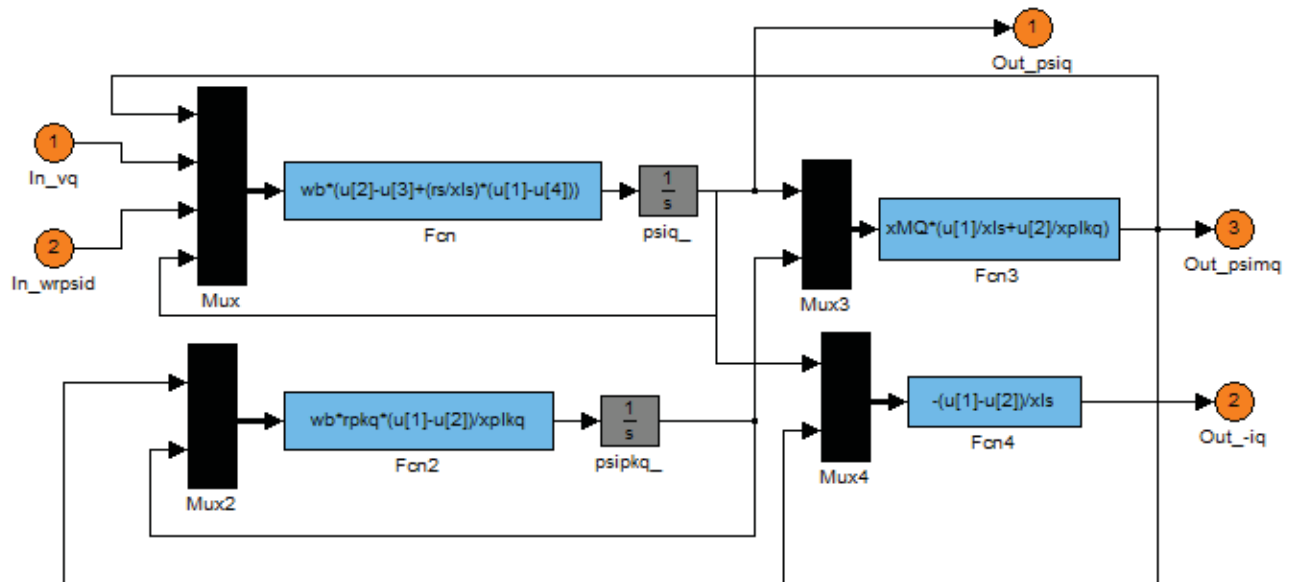 1
Out_psiq
1
In_vq
2
In_wrpsid
Mux
wb*(u[2]-u[3]+(rs/xls)*(u[1]-u[4]))
Fcn
1
s
psiq_
Mux3
xMQ*(u[1]/xls+u[2]/xplkq)
Fcn3
3
Out_psimq
Mux2
wb*rpkq*(u[1]-u[2])/xplkq
Fcn2
1
s
psipkq_
Mux4
-(u[1]-u[2])/xls
Fcn4
2
Out_-iq